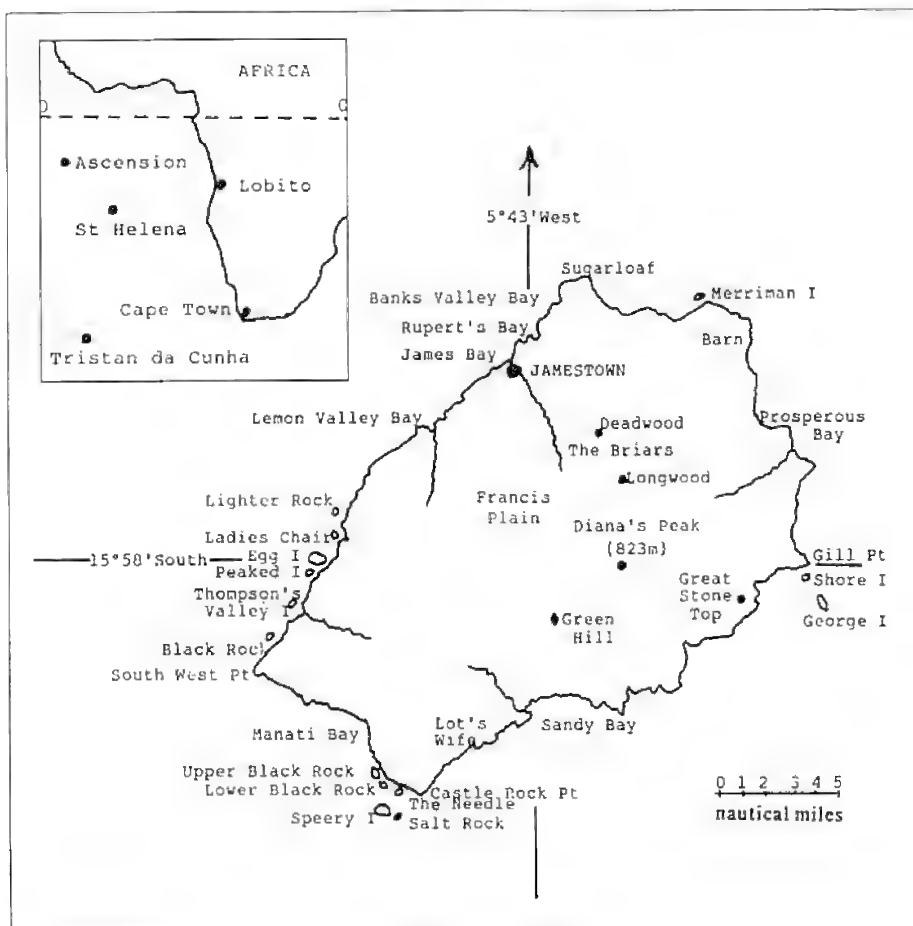 AFRICA
0 0
Ascension
Lobito
St Helena
Cape Town
Tristan da Cunha
5°43'West
Sugarloaf
Banks Valley Bay
Merriman I
Rupert's Bay
Barn
James Bay
JAMESTOWN
Lemon Valley Bay
Deadwood
Prosperous
Bay
The Briars
Longwood
Lighter Rock
Francis
Plain
Ladies Chair
Diana's Peak
(823m)
15°58'South
Egg I
Gill Pt
Peaked I
Shore I
Thompson's
Valley I
Great
Stone
Top
George I
Green
Hill
Black Rock
South West Pt
Manati Bay
Lot's
Wife
Sandy Bay
Upper Black Rock
Lower Black Rock
Castle Rock Pt
The Needle
Speery I
Salt Rock
0 1 2 3 4 5
nautical miles